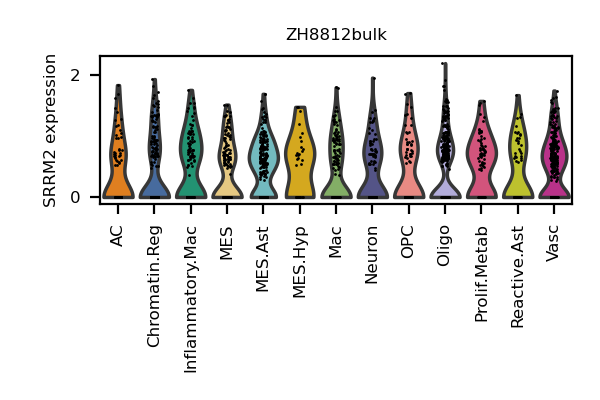 ZH8812bulk
SRRM2 expression
2
0
AC
Chromatin.Reg
Inflammatory.Mac
MES
MES.Ast
MES.Hyp
Mac
Neuron
OPC
Oligo
Prolif.Metab
Reactive.Ast
Vasc